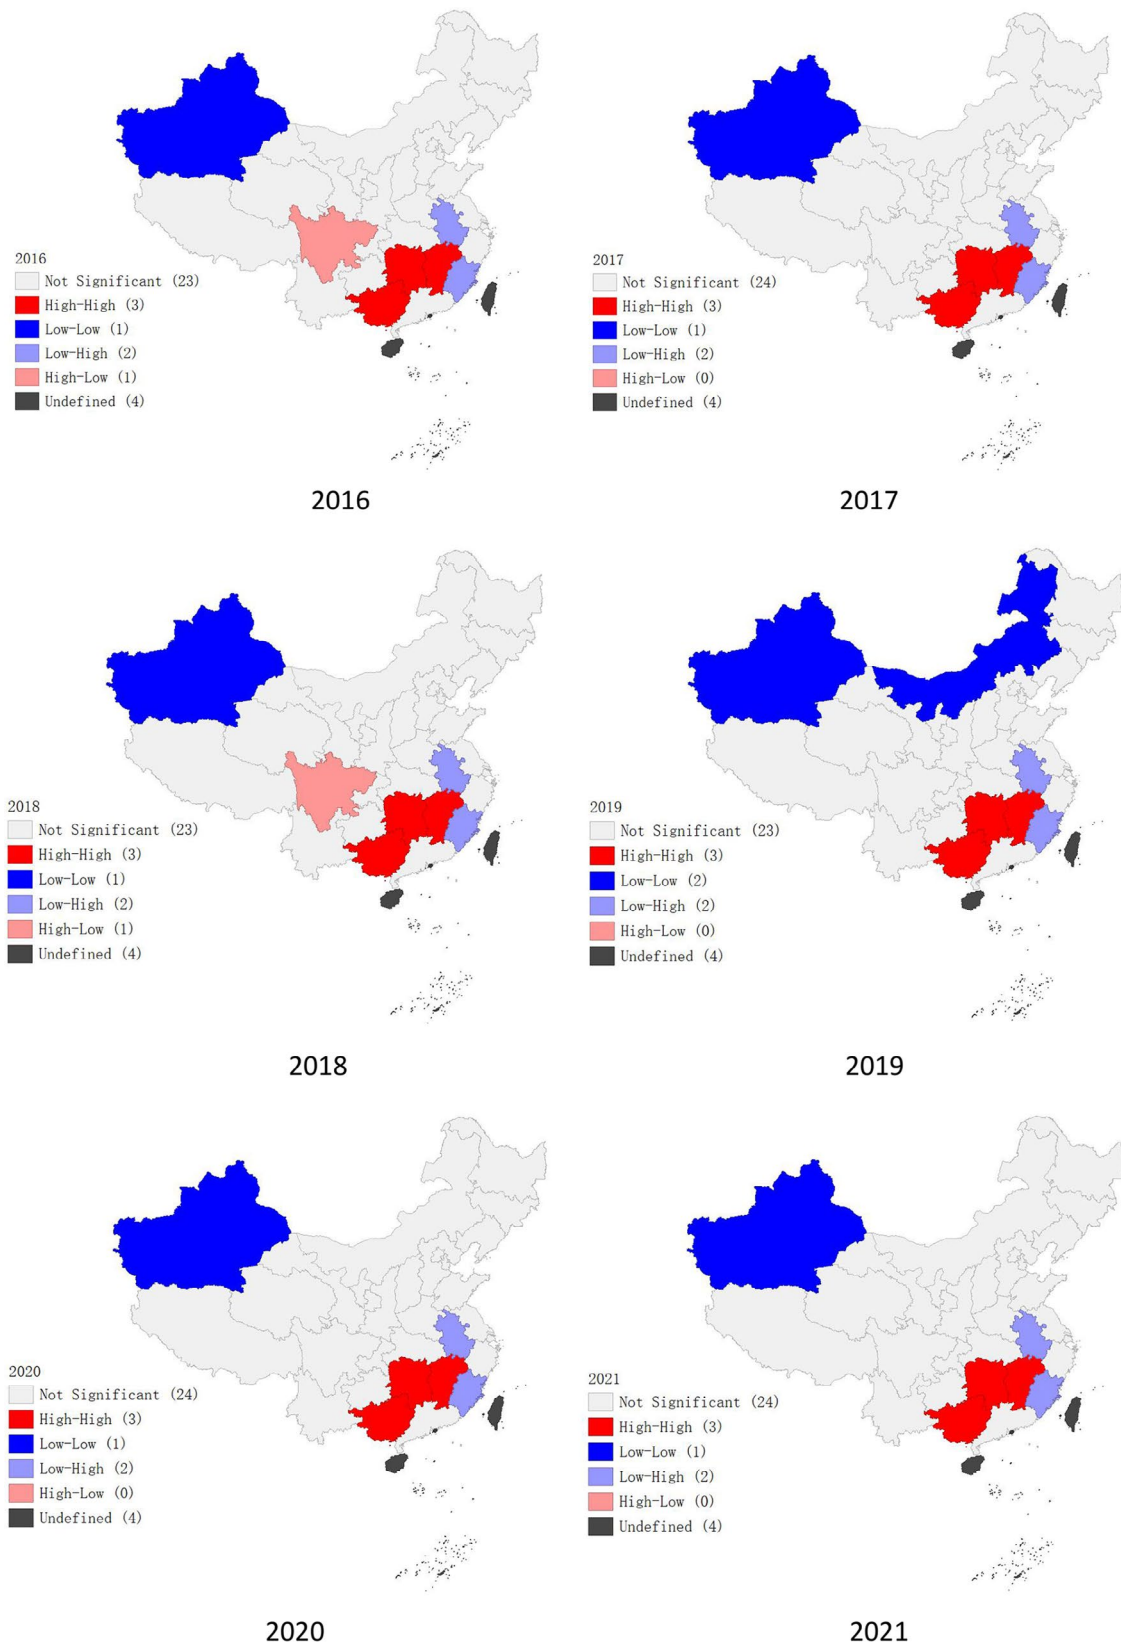 2016
Not Significant (23)
High-High (3)
Low-Low (1)
Low-High (2)
High-Low (1)
Undefined (4)
2016
2017
Not Significant (24)
High-High (3)
Low-Low (1)
Low-High (2)
High-Low (0)
Undefined (4)
2017
2018
Not Significant (23)
High-High (3)
Low-Low (1)
Low-High (2)
High-Low (1)
Undefined (4)
2018
2019
Not Significant (23)
High-High (3)
Low-Low (2)
Low-High (2)
High-Low (0)
Undefined (4)
2019
2020
Not Significant (24)
High-High (3)
Low-Low (1)
Low-High (2)
High-Low (0)
Undefined (4)
2020
2021
Not Significant (24)
High-High (3)
Low-Low (1)
Low-High (2)
High-Low (0)
Undefined (4)
2021